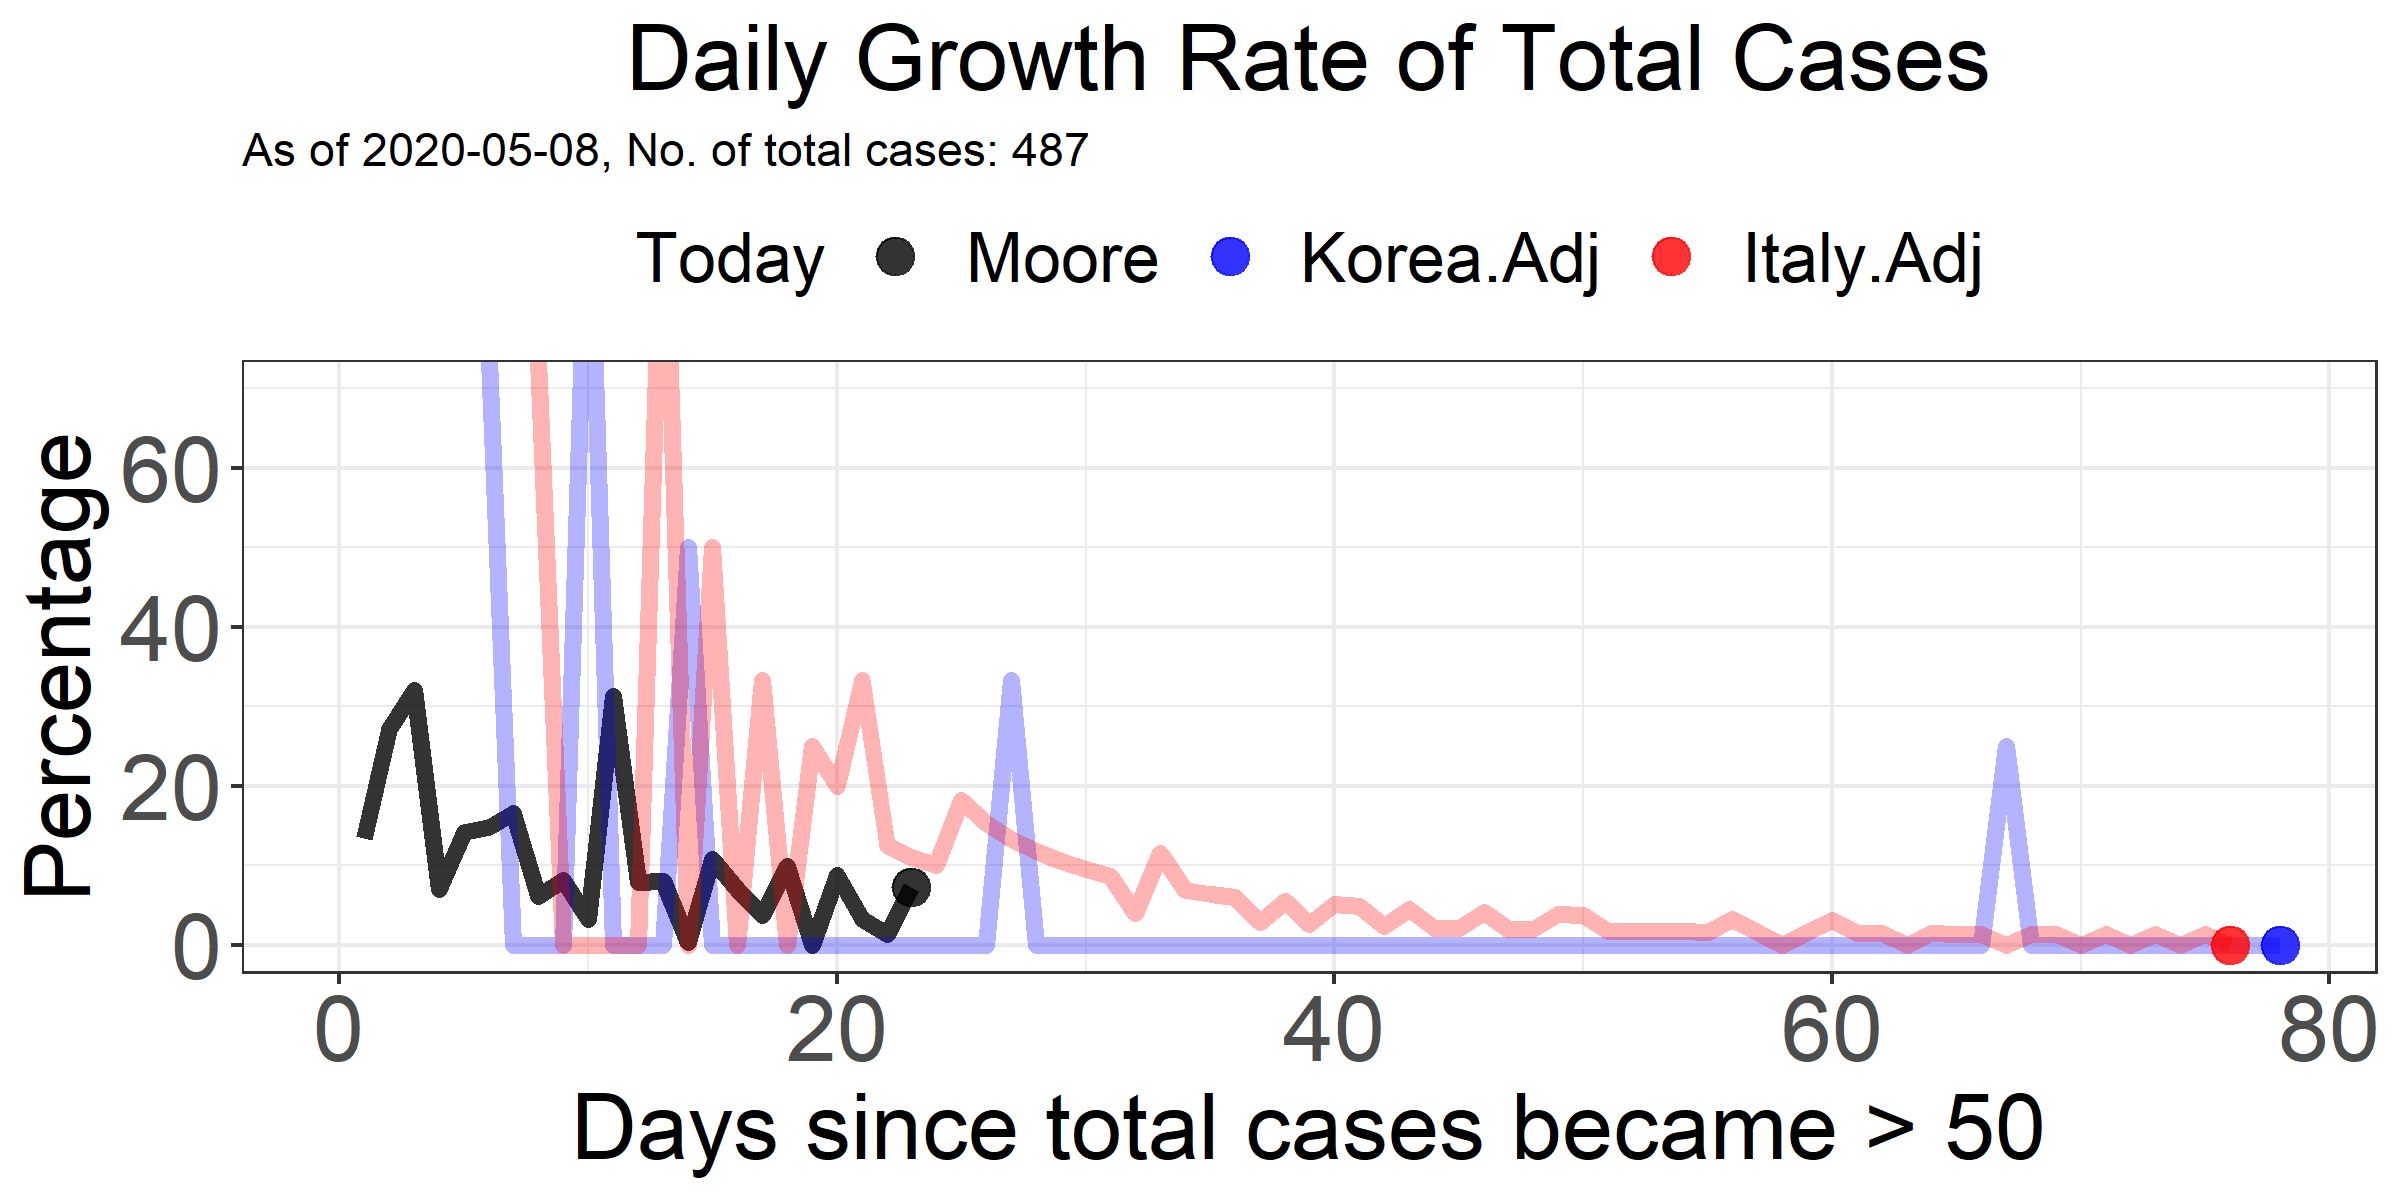 Daily Growth Rate of Total Cases
As of 2020-05-08, No. of total cases: 487
Today Moore Korea.Adj Italy.Adj
Percentage
60
40
20
0
0 20 40 60 80
Days since total cases became > 50